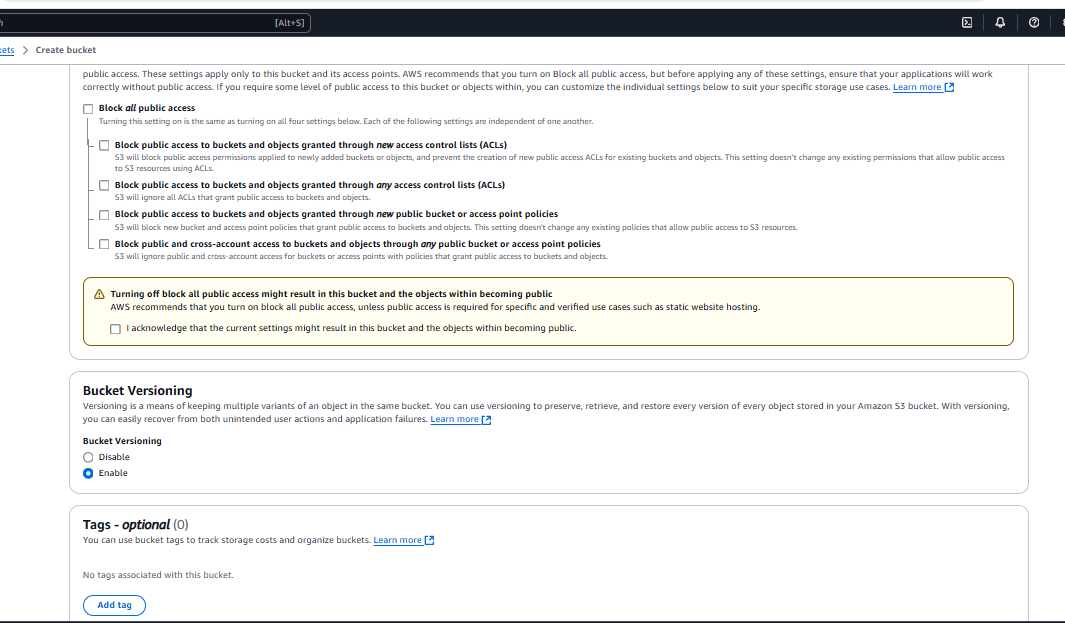 [Alt+S]
Create bucket
public access. These settings apply only to this bucket and its access points. AWS recommends that you turn on Block all public access, but before applying any of these settings, ensure that your applications will work
correctly without public access. If you require some level of public access to this bucket or objects within, you can customize the individual settings below to suit your specific storage use cases. Learn more
Block all public access
Turning this setting on is the same as turning on all four settings below. Each of the following settings are independent of one another.
Block public access to buckets and objects granted through new access control lists (ACLs)
S3 will block public access permissions applied to newly added buckets or objects, and prevent the creation of new public access ACLs for existing buckets and objects. This setting doesn't change any existing permissions that allow public access
to S3 resources using ACLs.
Block public access to buckets and objects granted through any access control lists (ACLs)
S3 will ignore all ACLs that grant public access to buckets and objects.
Block public access to buckets and objects granted through new public bucket or access point policies
S3 will block new bucket and access point policies that grant public access to buckets and objects. This setting doesn't change any existing policies that allow public access to S3 resources.
Block public and cross-account access to buckets and objects through any public bucket or access point policies
S3 will ignore public and cross-account access for buckets or access points with policies that grant public access to buckets and objects.
Turning off block all public access might result in this bucket and the objects within becoming public
AWS recommends that you turn on block all public access, unless public access is required for specific and verified use cases such as static website hosting.
I acknowledge that the current settings might result in this bucket and the objects within becoming public.
Bucket Versioning
Versioning is a means of keeping multiple variants of an object in the same bucket. You can use versioning to preserve, retrieve, and restore every version of every object stored in your Amazon S3 bucket. With versioning,
you can easily recover from both unintended user actions and application failures. Learn more
Bucket Versioning
Disable
Enable
Tags - optional (0)
You can use bucket tags to track storage costs and organize buckets. Learn more
No tags associated with this bucket.
Add tag